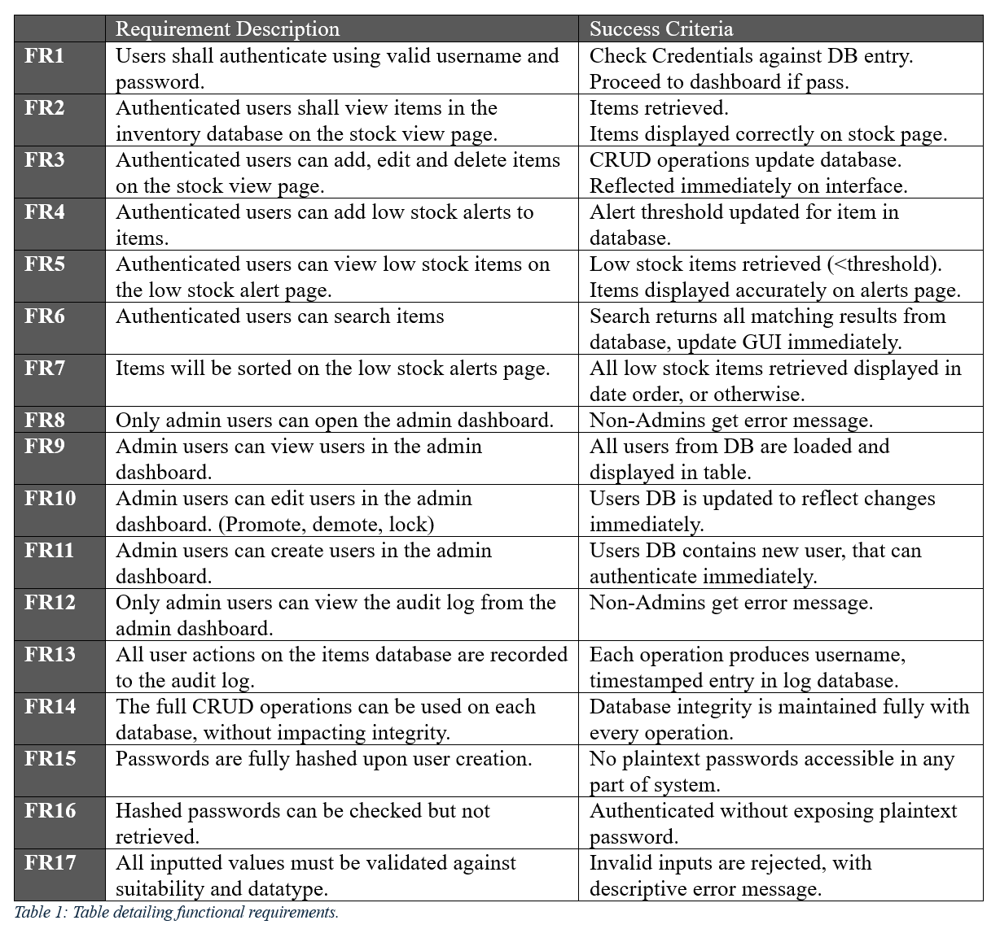 Requirement Description Success Criteria
FR1 Users shall authenticate using valid username and Check Credentials against DB entry.
password. Proceed to dashboard if pass.
FR2 Authenticated users shall view items in the Items retrieved.
inventory database on the stock view page. Items displayed correctly on stock page.
FR3 Authenticated users can add, edit and delete items CRUD operations update database.
on the stock view page. Reflected immediately on interface.
FR4 Authenticated users can add low stock alerts to Alert threshold updated for item in
items. database.
FR5 Authenticated users can view low stock items on Low stock items retrieved (<threshold).
the low stock alert page. Items displayed accurately on alerts page.
FR6 Authenticated users can search items Search returns all matching results from
database, update GUI immediately.
FR7 Items will be sorted on the low stock alerts page. All low stock items retrieved displayed in
date order, or otherwise.
FR8 Only admin users can open the admin dashboard. Non-Admins get error message.
FR9 Admin users can view users in the admin All users from DB are loaded and
dashboard. displayed in table.
FR10 Admin users can edit users in the admin Users DB is updated to reflect changes
dashboard. (Promote, demote, lock) immediately.
FR11 Admin users can create users in the admin Users DB contains new user, that can
dashboard. authenticate immediately.
FR12 Only admin users can view the audit log from the Non-Admins get error message.
admin dashboard.
FR13 All user actions on the items database are recorded Each operation produces username,
to the audit log. timestamped entry in log database.
FR14 The full CRUD operations can be used on each Database integrity is maintained fully with
database, without impacting integrity. every operation.
FR15 Passwords are fully hashed upon user creation. No plaintext passwords accessible in any
part of system.
FR16 Hashed passwords can be checked but not Authenticated without exposing plaintext
retrieved. password.
FR17 All inputted values must be validated against Invalid inputs are rejected, with
suitability and datatype. descriptive error message.
Table 1: Table detailing functional requirements.